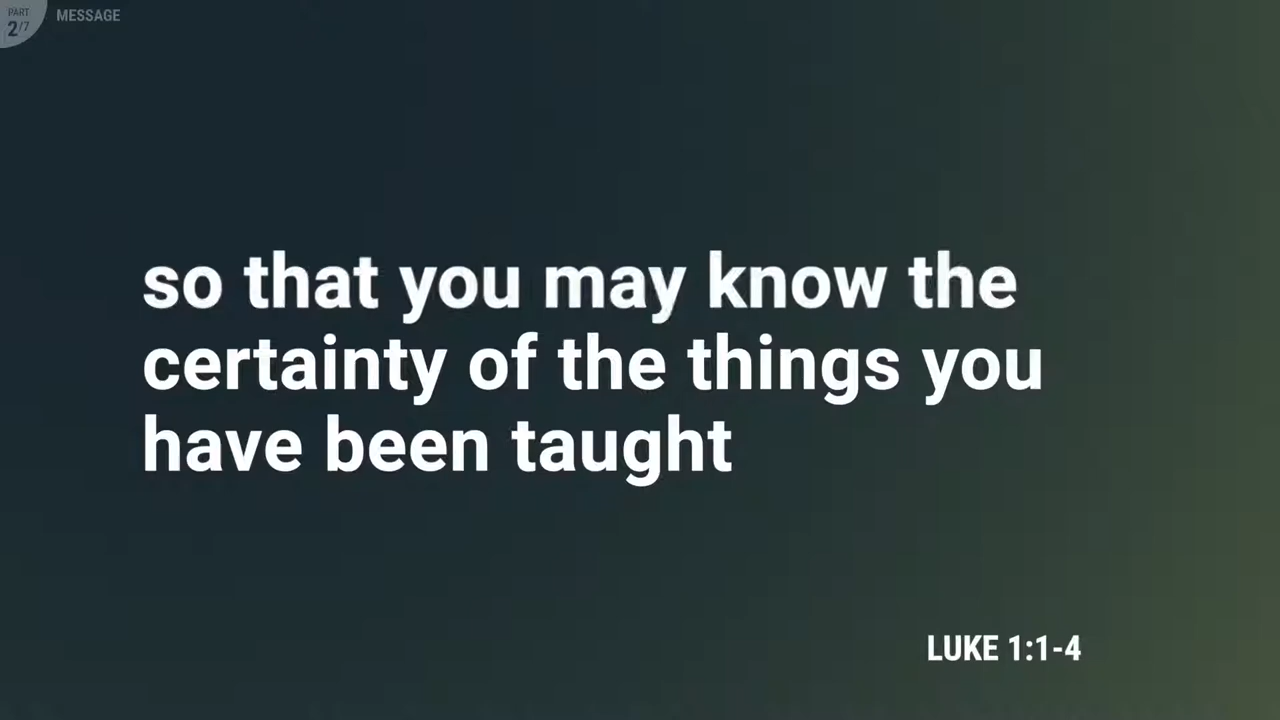 PART
2/7
MESSAGE
so that you may know the
certainty of the things you
have been taught
LUKE 1:1-4